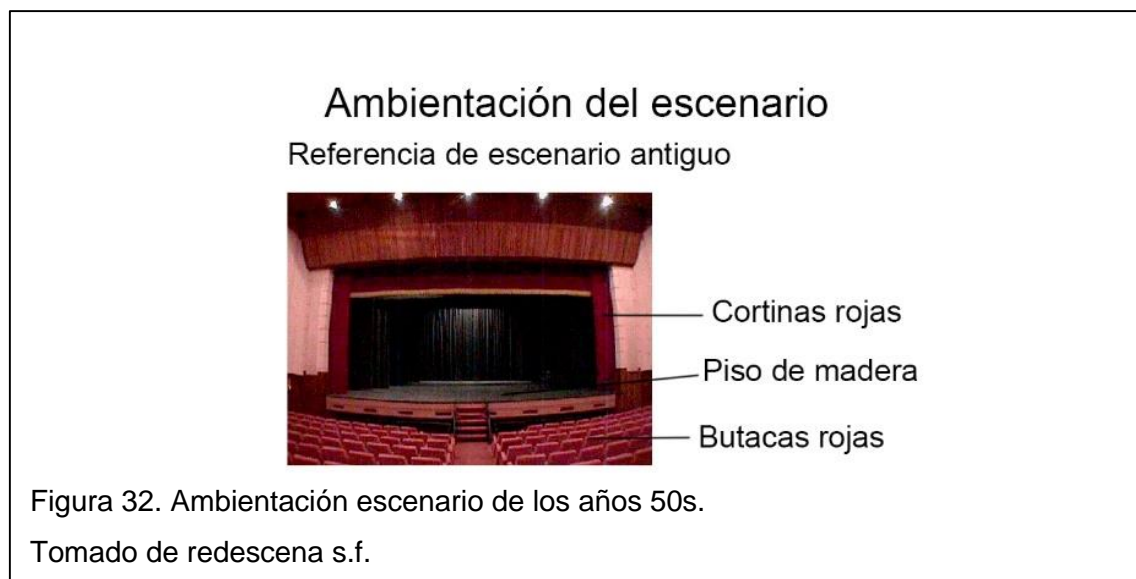 Ambientación del escenario
Referencia de escenario antiguo
Cortinas rojas
Piso de madera
Butacas rojas
Figura 32. Ambientación escenario de los años 50s.
Tomado de redescena s.f.